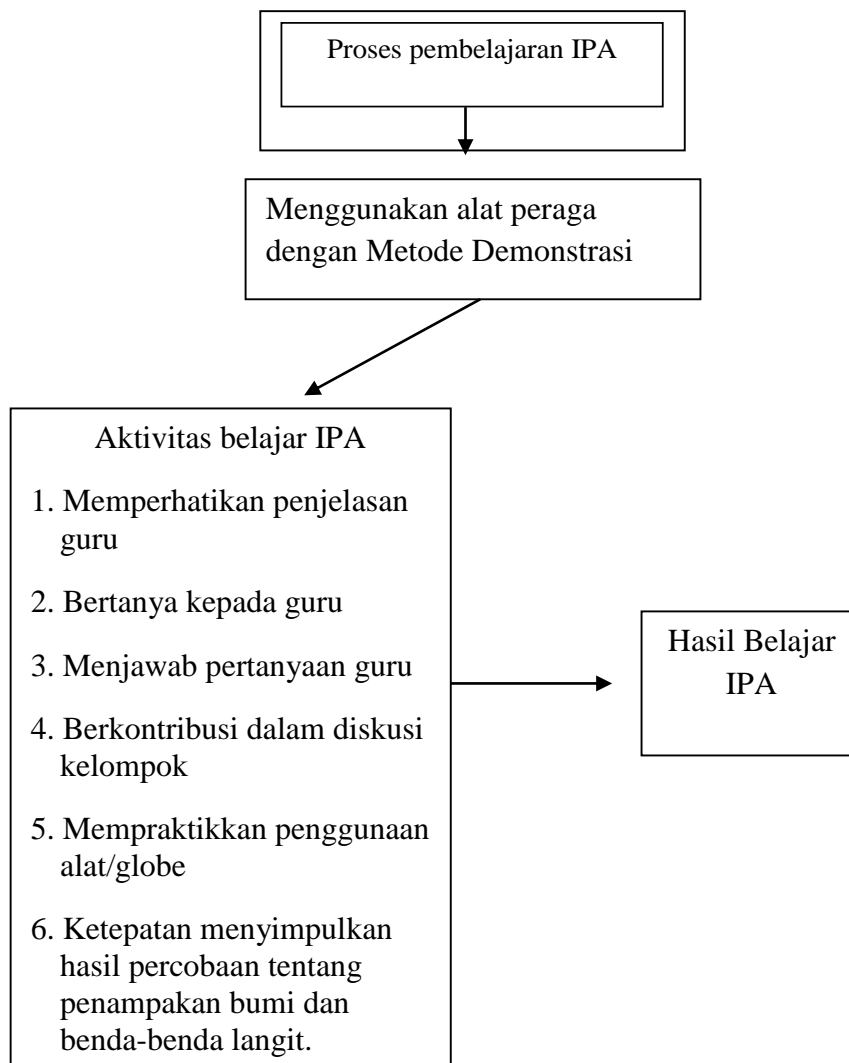 Proses pembelajaran IPA
Menggunakan alat peraga
dengan Metode Demonstrasi
Aktivitas belajar IPA
1. Memperhatikan penjelasan
guru
2. Bertanya kepada guru
3. Menjawab pertanyaan guru
4. Berkontribusi dalam diskusi
kelompok
5. Mempraktikkan penggunaan
alat/globe
6. Ketepatan menyimpulkan
hasil percobaan tentang
penampakan bumi dan
benda-benda langit.
Hasil Belajar
IPA